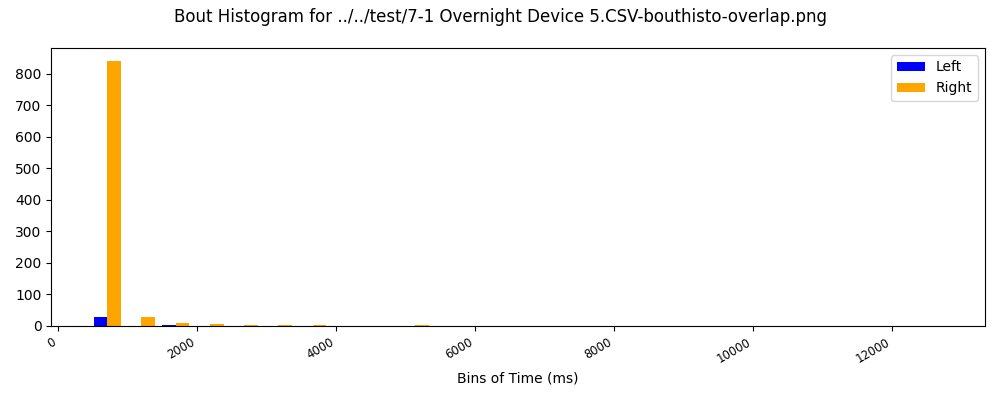 Bout Histogram for ../../test/7-1 Overnight Device 5.CSV-bouthisto-overlap.png
Left
Right
800
700
600
500
400
300
200
100
0
0 2000 4000 6000 8000 10000 12000
Bins of Time (ms)